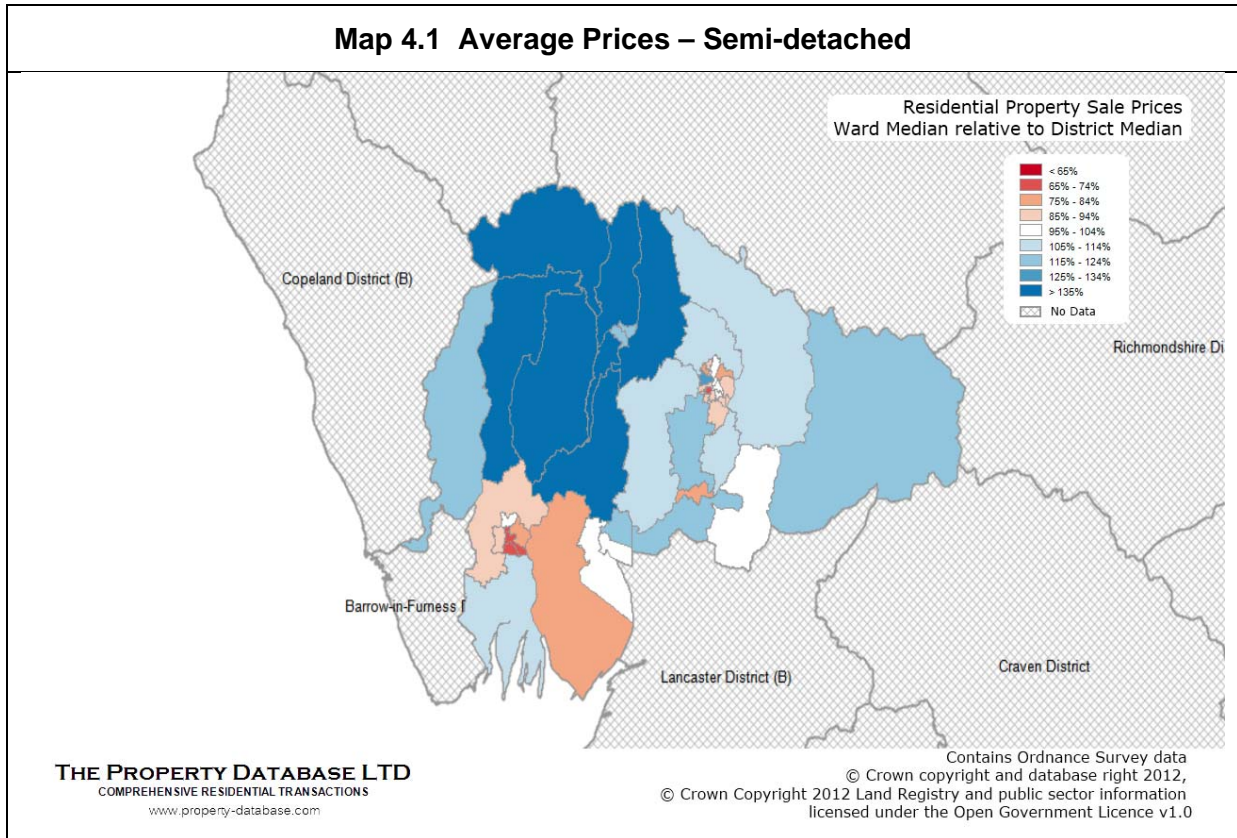 Map 4.1 Average Prices – Semi-detached
Residential Property Sale Prices
Ward Median relative to District Median
< 65%
65% - 74%
75% - 84%
85% - 94%
95% - 104%
105% - 114%
115% - 124%
125% - 134%
> 135%
No Data
Copeland District (B)
Richmondshire Di
Barrow-in-Furness
Lancaster District (B)
Craven District
THE PROPERTY DATABASE LTD
COMPREHENSIVE RESIDENTIAL TRANSACTIONS
www.property-database.com
Contains Ordnance Survey data
© Crown copyright and database right 2012,
© Crown Copyright 2012 Land Registry and public sector information
licensed under the Open Government Licence v1.0